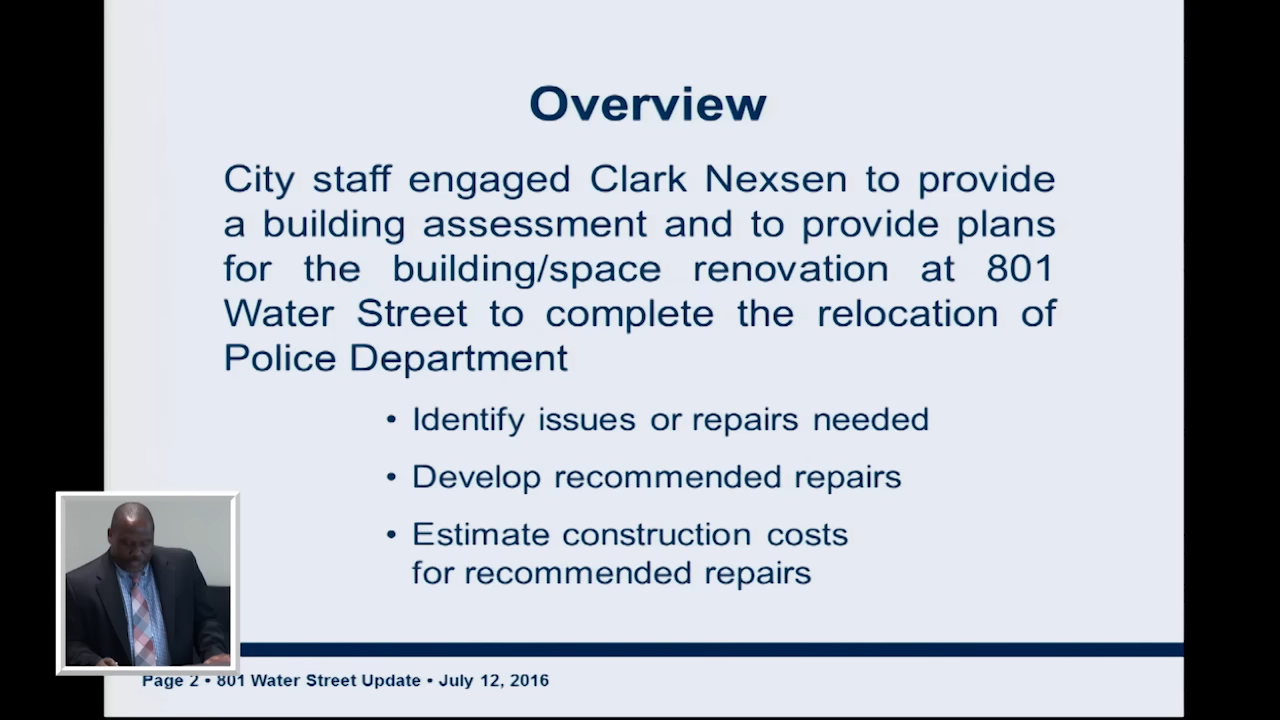 Overview
City staff engaged Clark Nexsen to provide
a building assessment and to provide plans
for the building/space renovation at 801
Water Street to complete the relocation of
Police Department
• Identify issues or repairs needed
• Develop recommended repairs
• Estimate construction costs
for recommended repairs
Page 2 • 801 Water Street Update • July 12, 2016